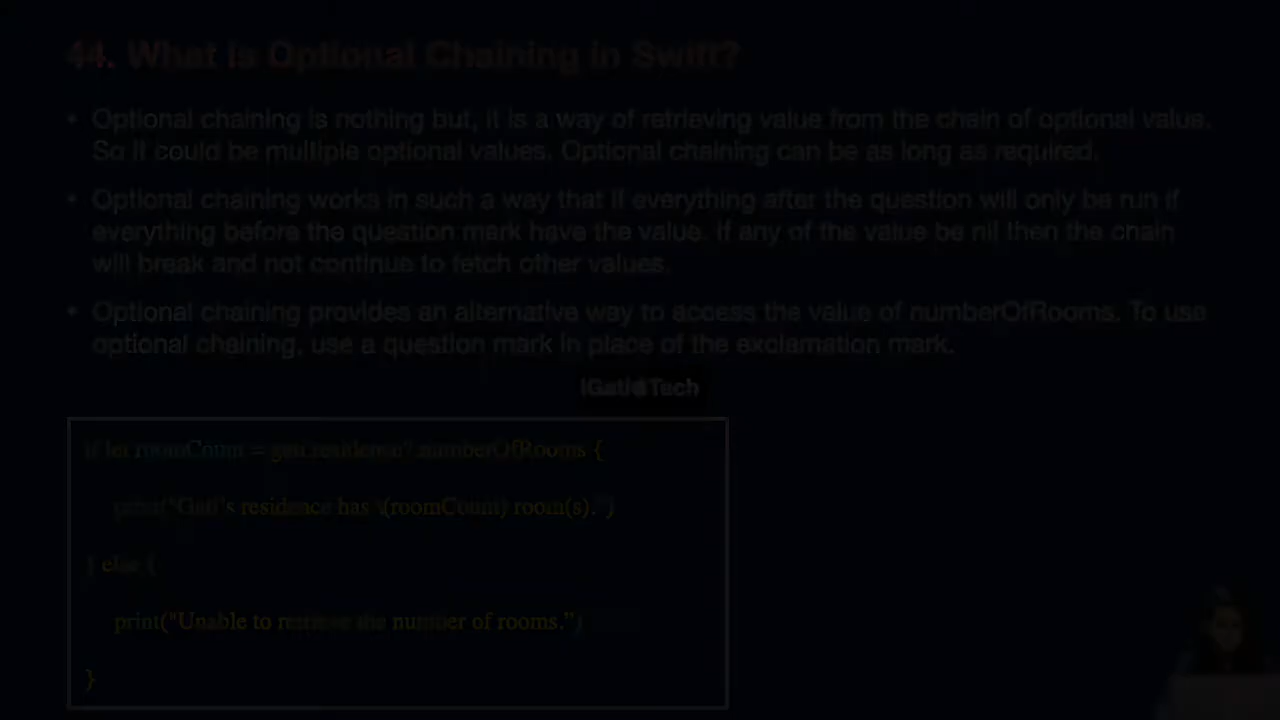 44. What is Optional Chaining in Swift?
• Optional chaining is nothing but, it is a way of retrieving value from the chain of optional value.
So it could be multiple optional values. Optional chaining can be as long as required.
• Optional chaining works in such a way that if everything after the question will only be run if
everything before the question mark have the value. If any of the value be nil then the chain
will break and not continue to fetch other values.
• Optional chaining provides an alternative way to access the value of numberOfRooms. To use
optional chaining, use a question mark in place of the exclamation mark.
iGatiTech
if let roomCount = gati.residence?.numberOfRooms {
print("Gati's residence has \(roomCount) room(s).")
} else {
print("Unable to retrieve the number of rooms.")
}